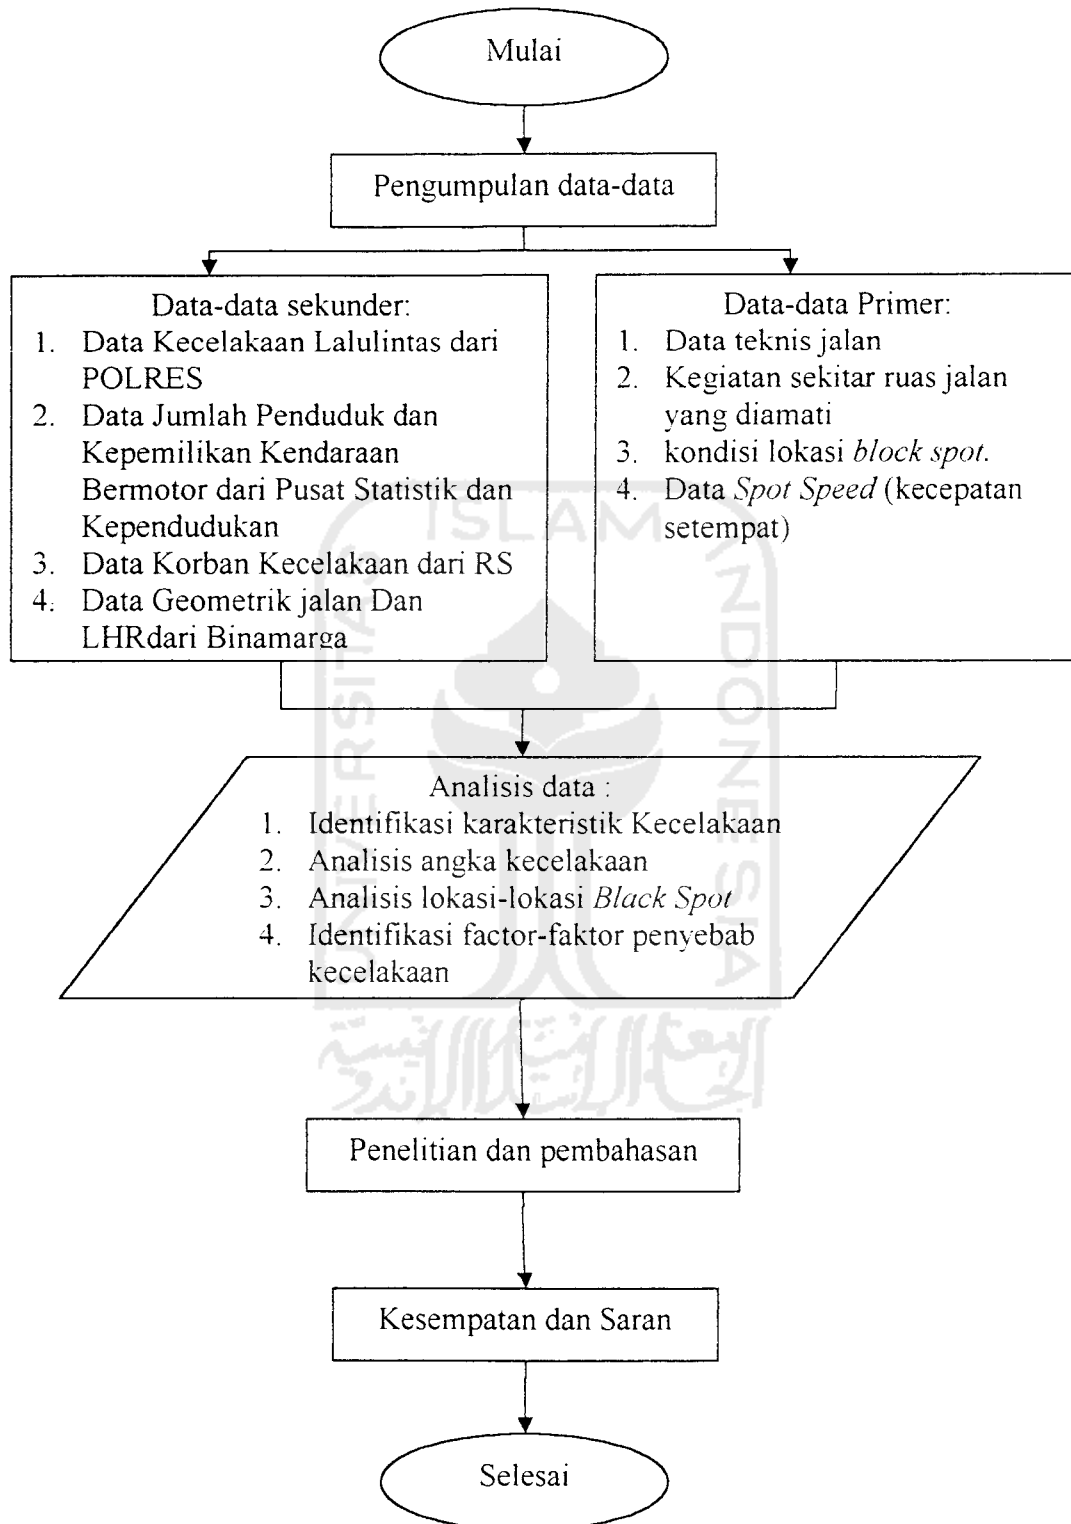 Mulai
Pengumpulan data-data
Data-data sekunder:
1. Data Kecelakaan Lalulintas dari
POLRES
2. Data Jumlah Penduduk dan
Kepemilikan Kendaraan
Bermotor dari Pusat Statistik dan
Kependudukan
3. Data Korban Kecelakaan dari RS
4. Data Geometrik jalan Dan
LHRdari Binamarga
Data-data Primer:
1. Data teknis jalan
2. Kegiatan sekitar ruas jalan
yang diamati
3. kondisi lokasi block spot.
4. Data Spot Speed (kecepatan
setempat)
Analisis data :
1. Identifikasi karakteristik Kecelakaan
2. Analisis angka kecelakaan
3. Analisis lokasi-lokasi Black Spot
4. Identifikasi factor-faktor penyebab
kecelakaan
Penelitian dan pembahasan
Kesempatan dan Saran
Selesai
UNIVERSITAS
ISLAM
INDONESIA